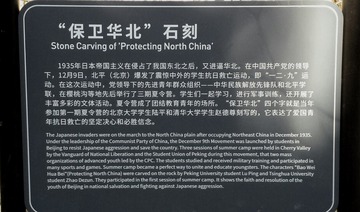 “保卫华北”石刻
Stone Carving of 'Protecting North China'
1935年日本帝国主义在侵占了我国东北之后，又进逼华北。在中国共产党的领导
下，12月9日，北平（北京）爆发了震惊中外的学生抗日救亡运动，即“一二·九”运
动。在这次运动中，党领导下的先进青年群众组织——中华民族解放先锋队和北平学
联，在樱桃沟等地先后举行了三期夏令营。学生们一起学习，进行军事训练，还开展了
丰富多彩的文体活动。夏令营成了团结教育青年的场所。“保卫华北”四个字就是当年
参加第一期夏令营的北京大学学生陆平和清华大学学生赵德尊刻写的，它表达了爱国青年
抗日救亡的坚定决心和必胜信念。
The Japanese invaders were on the march to the North China plain after occupying Northeast China in December 1935.
Under the leadership of the Communist Party of China, the December 9th Movement was launched by students in
Beijing to resist Japanese aggression and save the country. Three sessions of summer camp were held in Cherry Valley
by the Vanguard of National Liberation and the Student Union of Peking during this movement, that two mass
organizations of advanced youth led by the CPC. The students studied and received military training and participated in
many sports and games. Summer camp became a perfect way to unite and educate youngsters. The characters "Bao Wei
Hua Bei"(Protecting North China) were carved on the rock by Peking University student Lu Ping and Tsinghua University
student Zhao Dezun. They participated in the first session of summer camp. It shows the faith and resolution of the
youth of Beijing in national salvation and fighting against Japanese aggression.